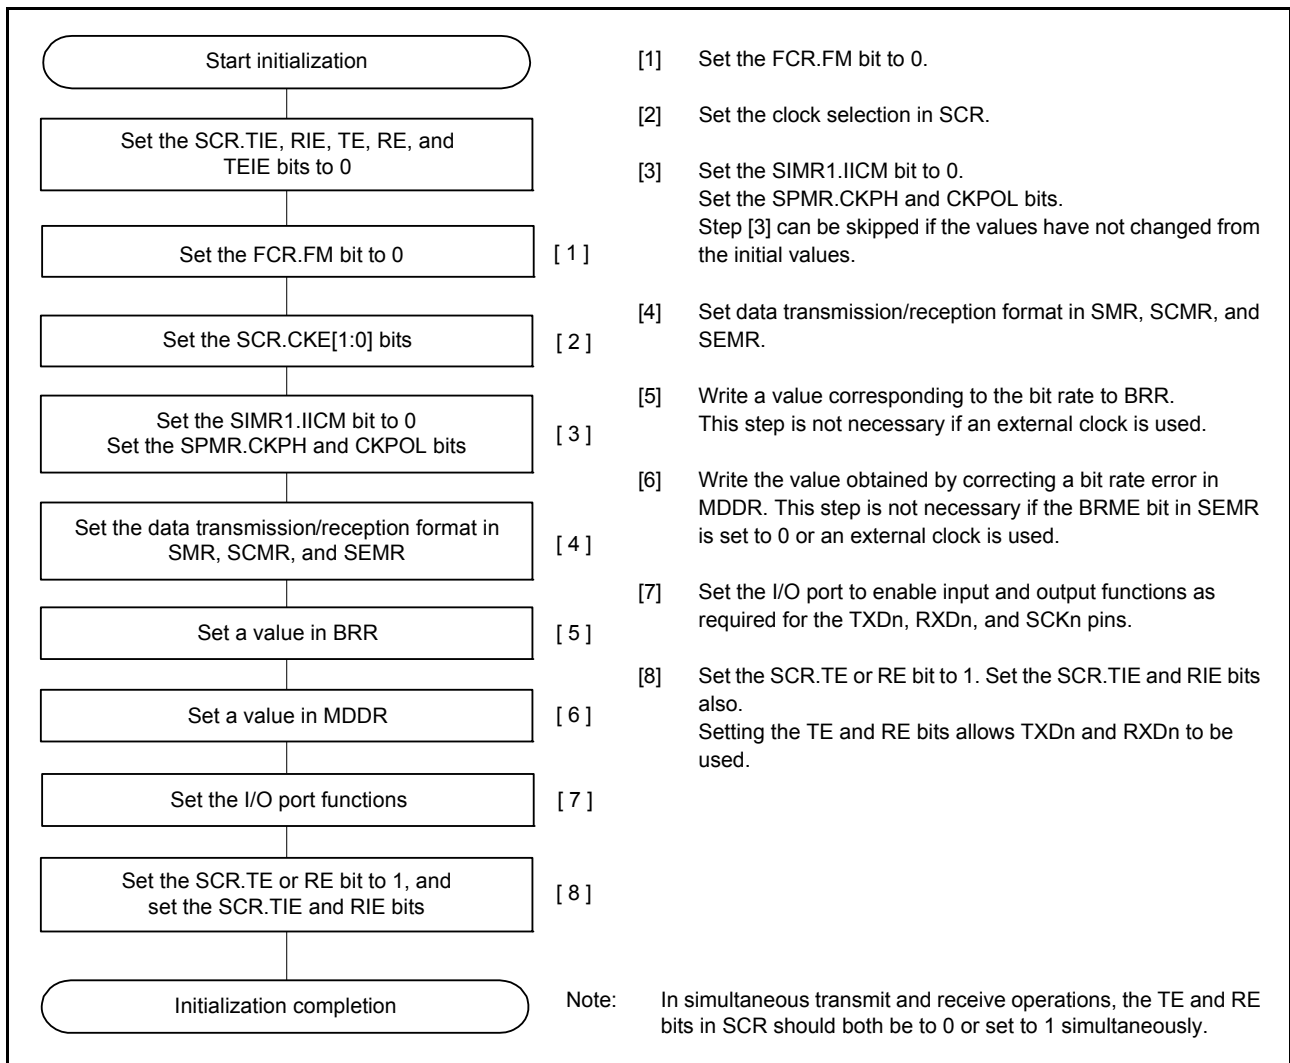 Start initialization
Set the SCR.TIE, RIE, TE, RE, and
TEIE bits to 0
Set the FCR.FM bit to 0
[ 1 ]
Set the SCR.CKE[1:0] bits
[ 2 ]
Set the SIMR1.IICM bit to 0
Set the SPMR.CKPH and CKPOL bits
[ 3 ]
Set the data transmission/reception format in
SMR, SCMR, and SEMR
[ 4 ]
Set a value in BRR
[ 5 ]
Set a value in MDDR
[ 6 ]
Set the I/O port functions
[ 7 ]
Set the SCR.TE or RE bit to 1, and
set the SCR.TIE and RIE bits
[ 8 ]
Initialization completion
[1] Set the FCR.FM bit to 0.
[2] Set the clock selection in SCR.
[3] Set the SIMR1.IICM bit to 0.
Set the SPMR.CKPH and CKPOL bits.
Step [3] can be skipped if the values have not changed from
the initial values.
[4] Set data transmission/reception format in SMR, SCMR, and
SEMR.
[5] Write a value corresponding to the bit rate to BRR.
This step is not necessary if an external clock is used.
[6] Write the value obtained by correcting a bit rate error in
MDDR. This step is not necessary if the BRME bit in SEMR
is set to 0 or an external clock is used.
[7] Set the I/O port to enable input and output functions as
required for the TXDn, RXDn, and SCKn pins.
[8] Set the SCR.TE or RE bit to 1. Set the SCR.TIE and RIE bits
also.
Setting the TE and RE bits allows TXDn and RXDn to be
used.
Note: In simultaneous transmit and receive operations, the TE and RE
bits in SCR should both be to 0 or set to 1 simultaneously.